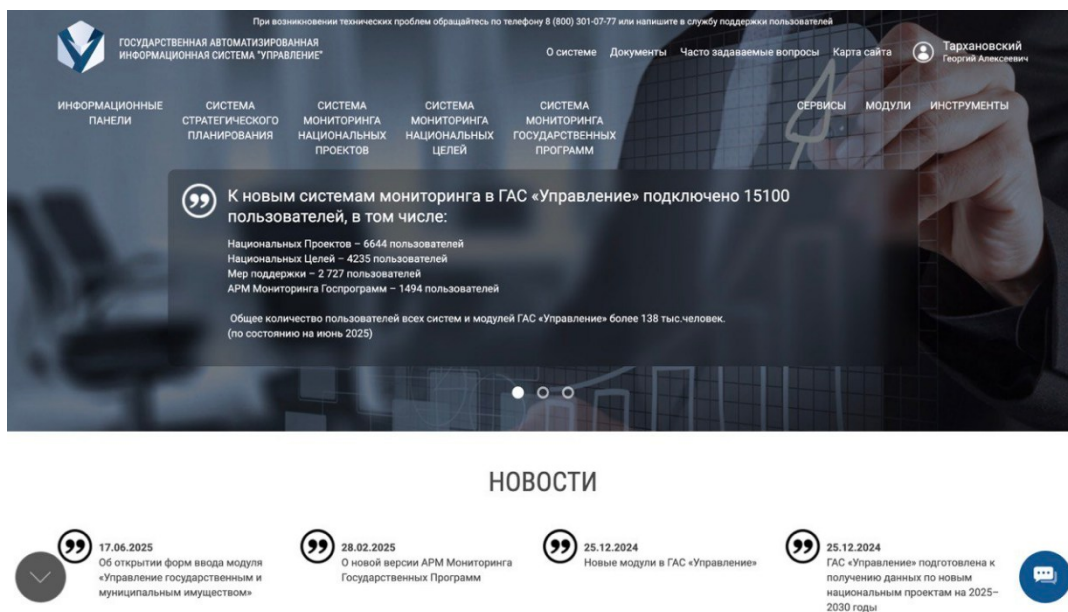 При возникновении технических проблем обращайтесь по телефону 8 (800) 301-07-77 или напишите в службу поддержки пользователей
ГОСУДАРСТВЕННАЯ АВТОМАТИЗИРОВАННАЯ
ИНФОРМАЦИОННАЯ СИСТЕМА "УПРАВЛЕНИЕ"
О системе Документы Часто задаваемые вопросы Карта сайта
Тархановский
Георгий Алексеевич
ИНФОРМАЦИОННЫЕ
ПАНЕЛИ
СИСТЕМА
СТРАТЕГИЧЕСКОГО
ПЛАНИРОВАНИЯ
СИСТЕМА
МОНИТОРИНГА
НАЦИОНАЛЬНЫХ
ПРОЕКТОВ
СИСТЕМА
МОНИТОРИНГА
НАЦИОНАЛЬНЫХ
ЦЕЛЕЙ
СИСТЕМА
МОНИТОРИНГА
ГОСУДАРСТВЕННЫХ
ПРОГРАММ
СЕРВИСЫ МОДУЛИ ИНСТРУМЕНТЫ
К новым системам мониторинга в ГАС «Управление» подключено 15100
пользователей, в том числе:
Национальных Проектов – 6644 пользователей
Национальных Целей – 4235 пользователей
Мер поддержки – 2 727 пользователей
АРМ Мониторинга Госпрограмм – 1494 пользователей
Общее количество пользователей всех систем и модулей ГАС «Управление» более 138 тыс.человек.
(по состоянию на июнь 2025)
НОВОСТИ
17.06.2025
Об открытии форм ввода модуля
«Управление государственным и
муниципальным имуществом»
28.02.2025
О новой версии АРМ Мониторинга
Государственных Программ
25.12.2024
Новые модули в ГАС «Управление»
25.12.2024
ГАС «Управление» подготовлена к
получению данных по новым
национальным проектам на 2025–
2030 годы